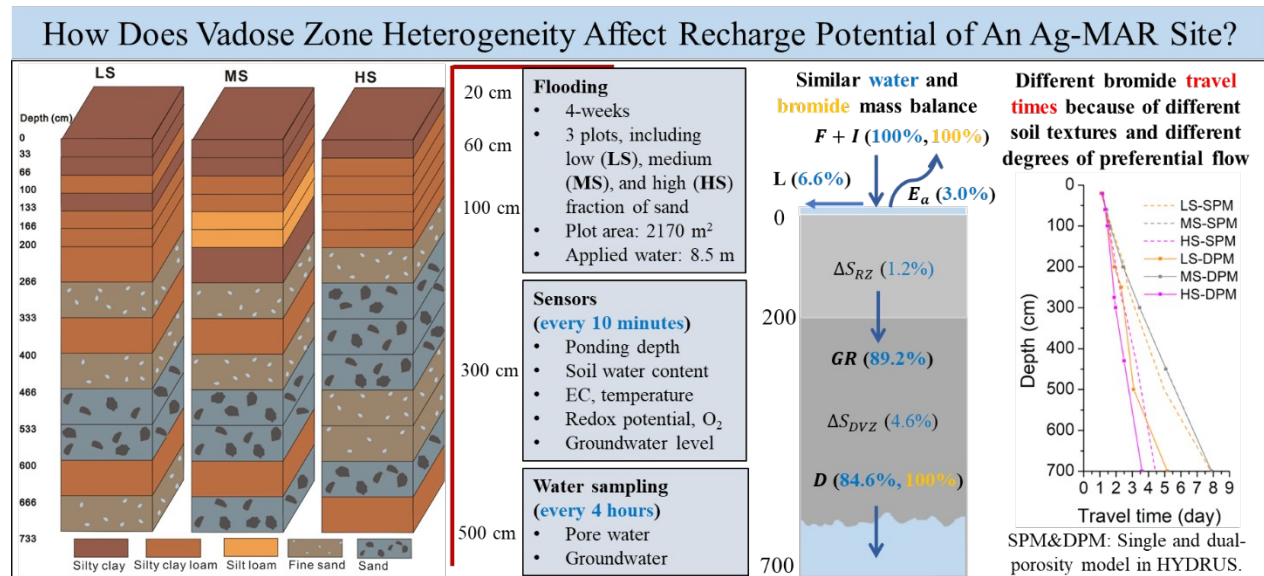 How Does Vadose Zone Heterogeneity Affect Recharge Potential of An Ag-MAR Site?
LS
MS
HS
Depth (cm)
0
33
66
100
133
166
200
266
333
400
466
533
600
666
733
Silty clay
Silty clay loam
Silt loam
Fine sand
Sand
20 cm
60 cm
100 cm
300 cm
500 cm
Flooding
• 4-weeks
• 3 plots, including
low (LS), medium
(MS), and high (HS)
fraction of sand
• Plot area: 2170 m²
• Applied water: 8.5 m
Sensors
(every 10 minutes)
• Ponding depth
• Soil water content
• EC, temperature
• Redox potential, O₂
• Groundwater level
Water sampling
(every 4 hours)
• Pore water
• Groundwater
Similar water and
bromide mass balance
F + I (100%, 100%)
L (6.6%)
Eₐ (3.0%)
0
ΔS_RZ (1.2%)
200
GR (89.2%)
ΔS_DVZ (4.6%)
D (84.6%, 100%)
700
Different bromide travel
times because of different
soil textures and different
degrees of preferential flow
Depth (cm)
0
100
200
300
400
500
600
700
LS-SPM
MS-SPM
HS-SPM
LS-DPM
MS-DPM
HS-DPM
0 1 2 3 4 5 6 7 8 9
Travel time (day)
SPM&DPM: Single and dual-
porosity model in HYDRUS.